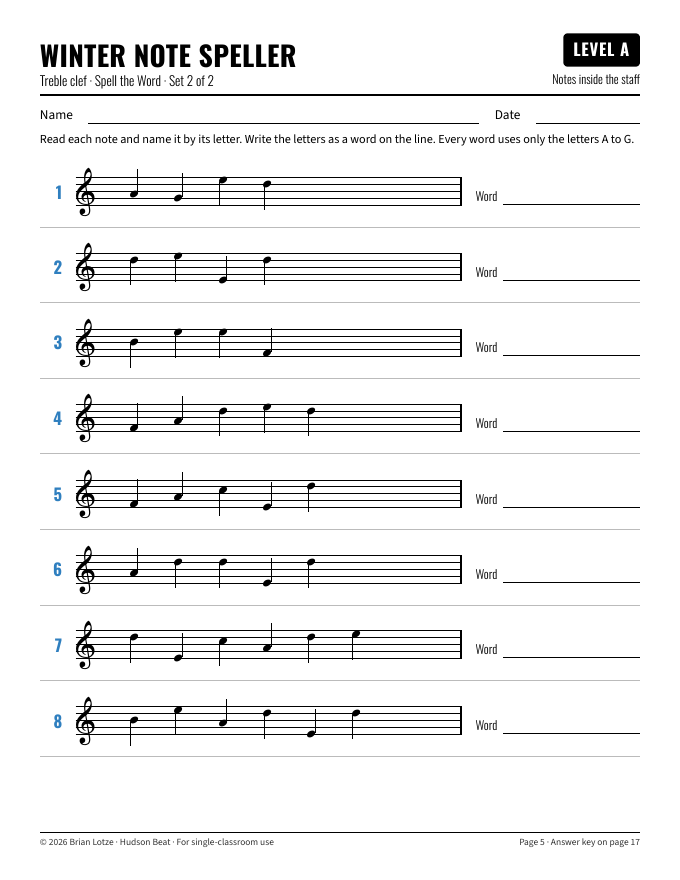 WINTER NOTE SPELLER
LEVEL A
Treble clef · Spell the Word · Set 2 of 2
Notes inside the staff
Name
Date
Read each note and name it by its letter. Write the letters as a word on the line. Every word uses only the letters A to G.
1 Word
2 Word
3 Word
4 Word
5 Word
6 Word
7 Word
8 Word
© 2026 Brian Lotze · Hudson Beat · For single-classroom use
Page 5 · Answer key on page 17